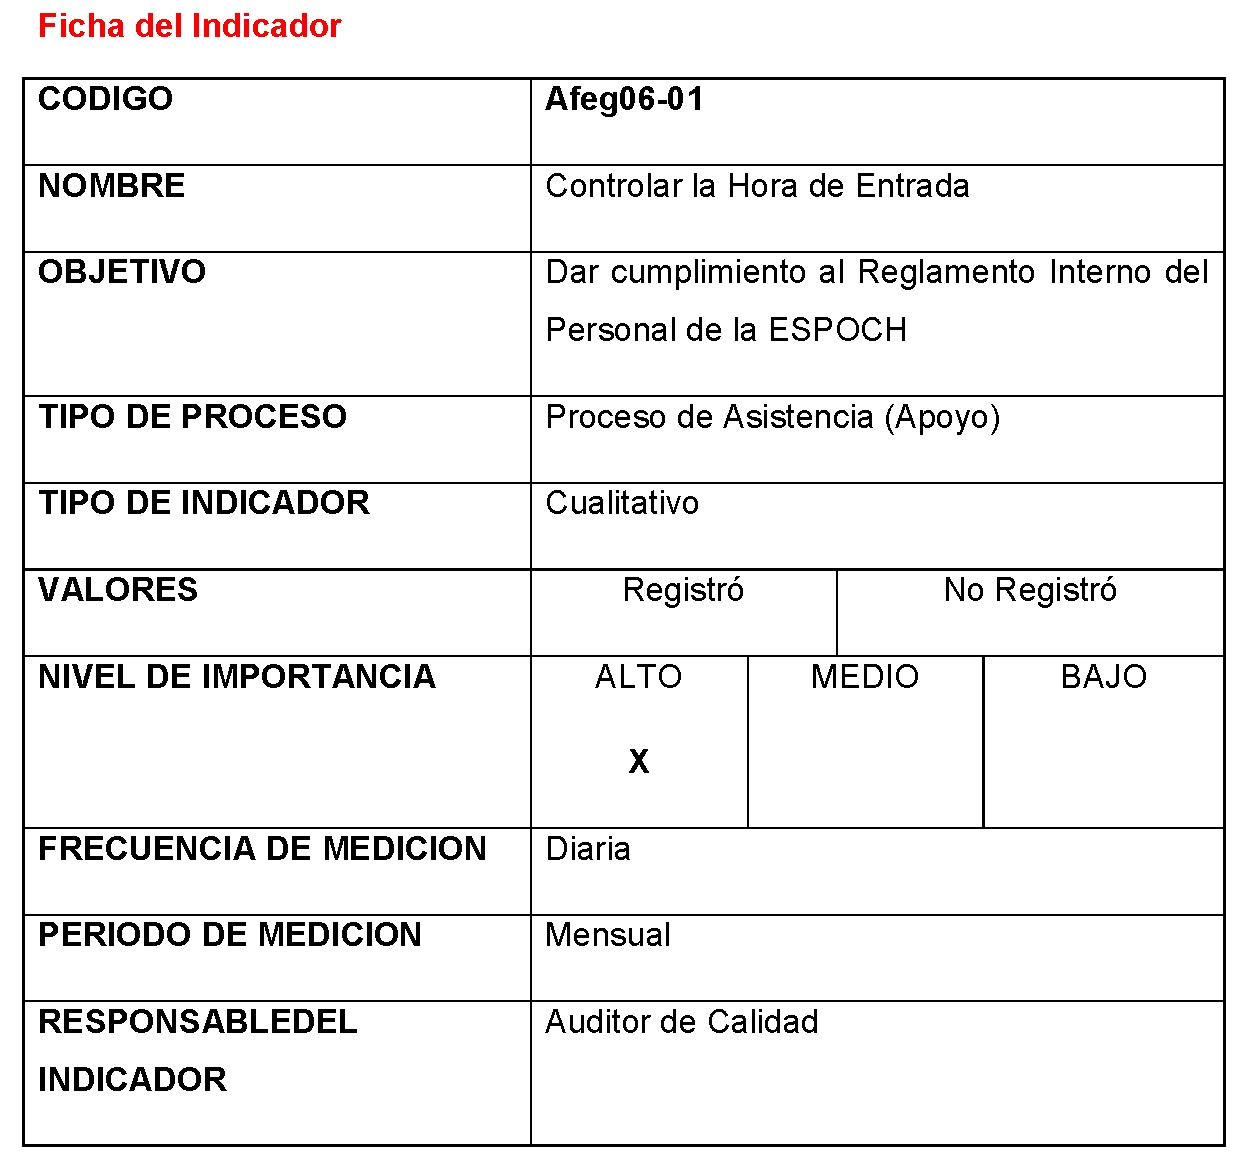 Ficha del Indicador
CODIGO Afeg06-01
NOMBRE Controlar la Hora de Entrada
OBJETIVO Dar cumplimiento al Reglamento Interno del
Personal de la ESPOCH
TIPO DE PROCESO Proceso de Asistencia (Apoyo)
TIPO DE INDICADOR Cualitativo
VALORES Registró No Registró
NIVEL DE IMPORTANCIA ALTO MEDIO BAJO
X
FRECUENCIA DE MEDICION Diaria
PERIODO DE MEDICION Mensual
RESPONSABLEDEL Auditor de Calidad
INDICADOR